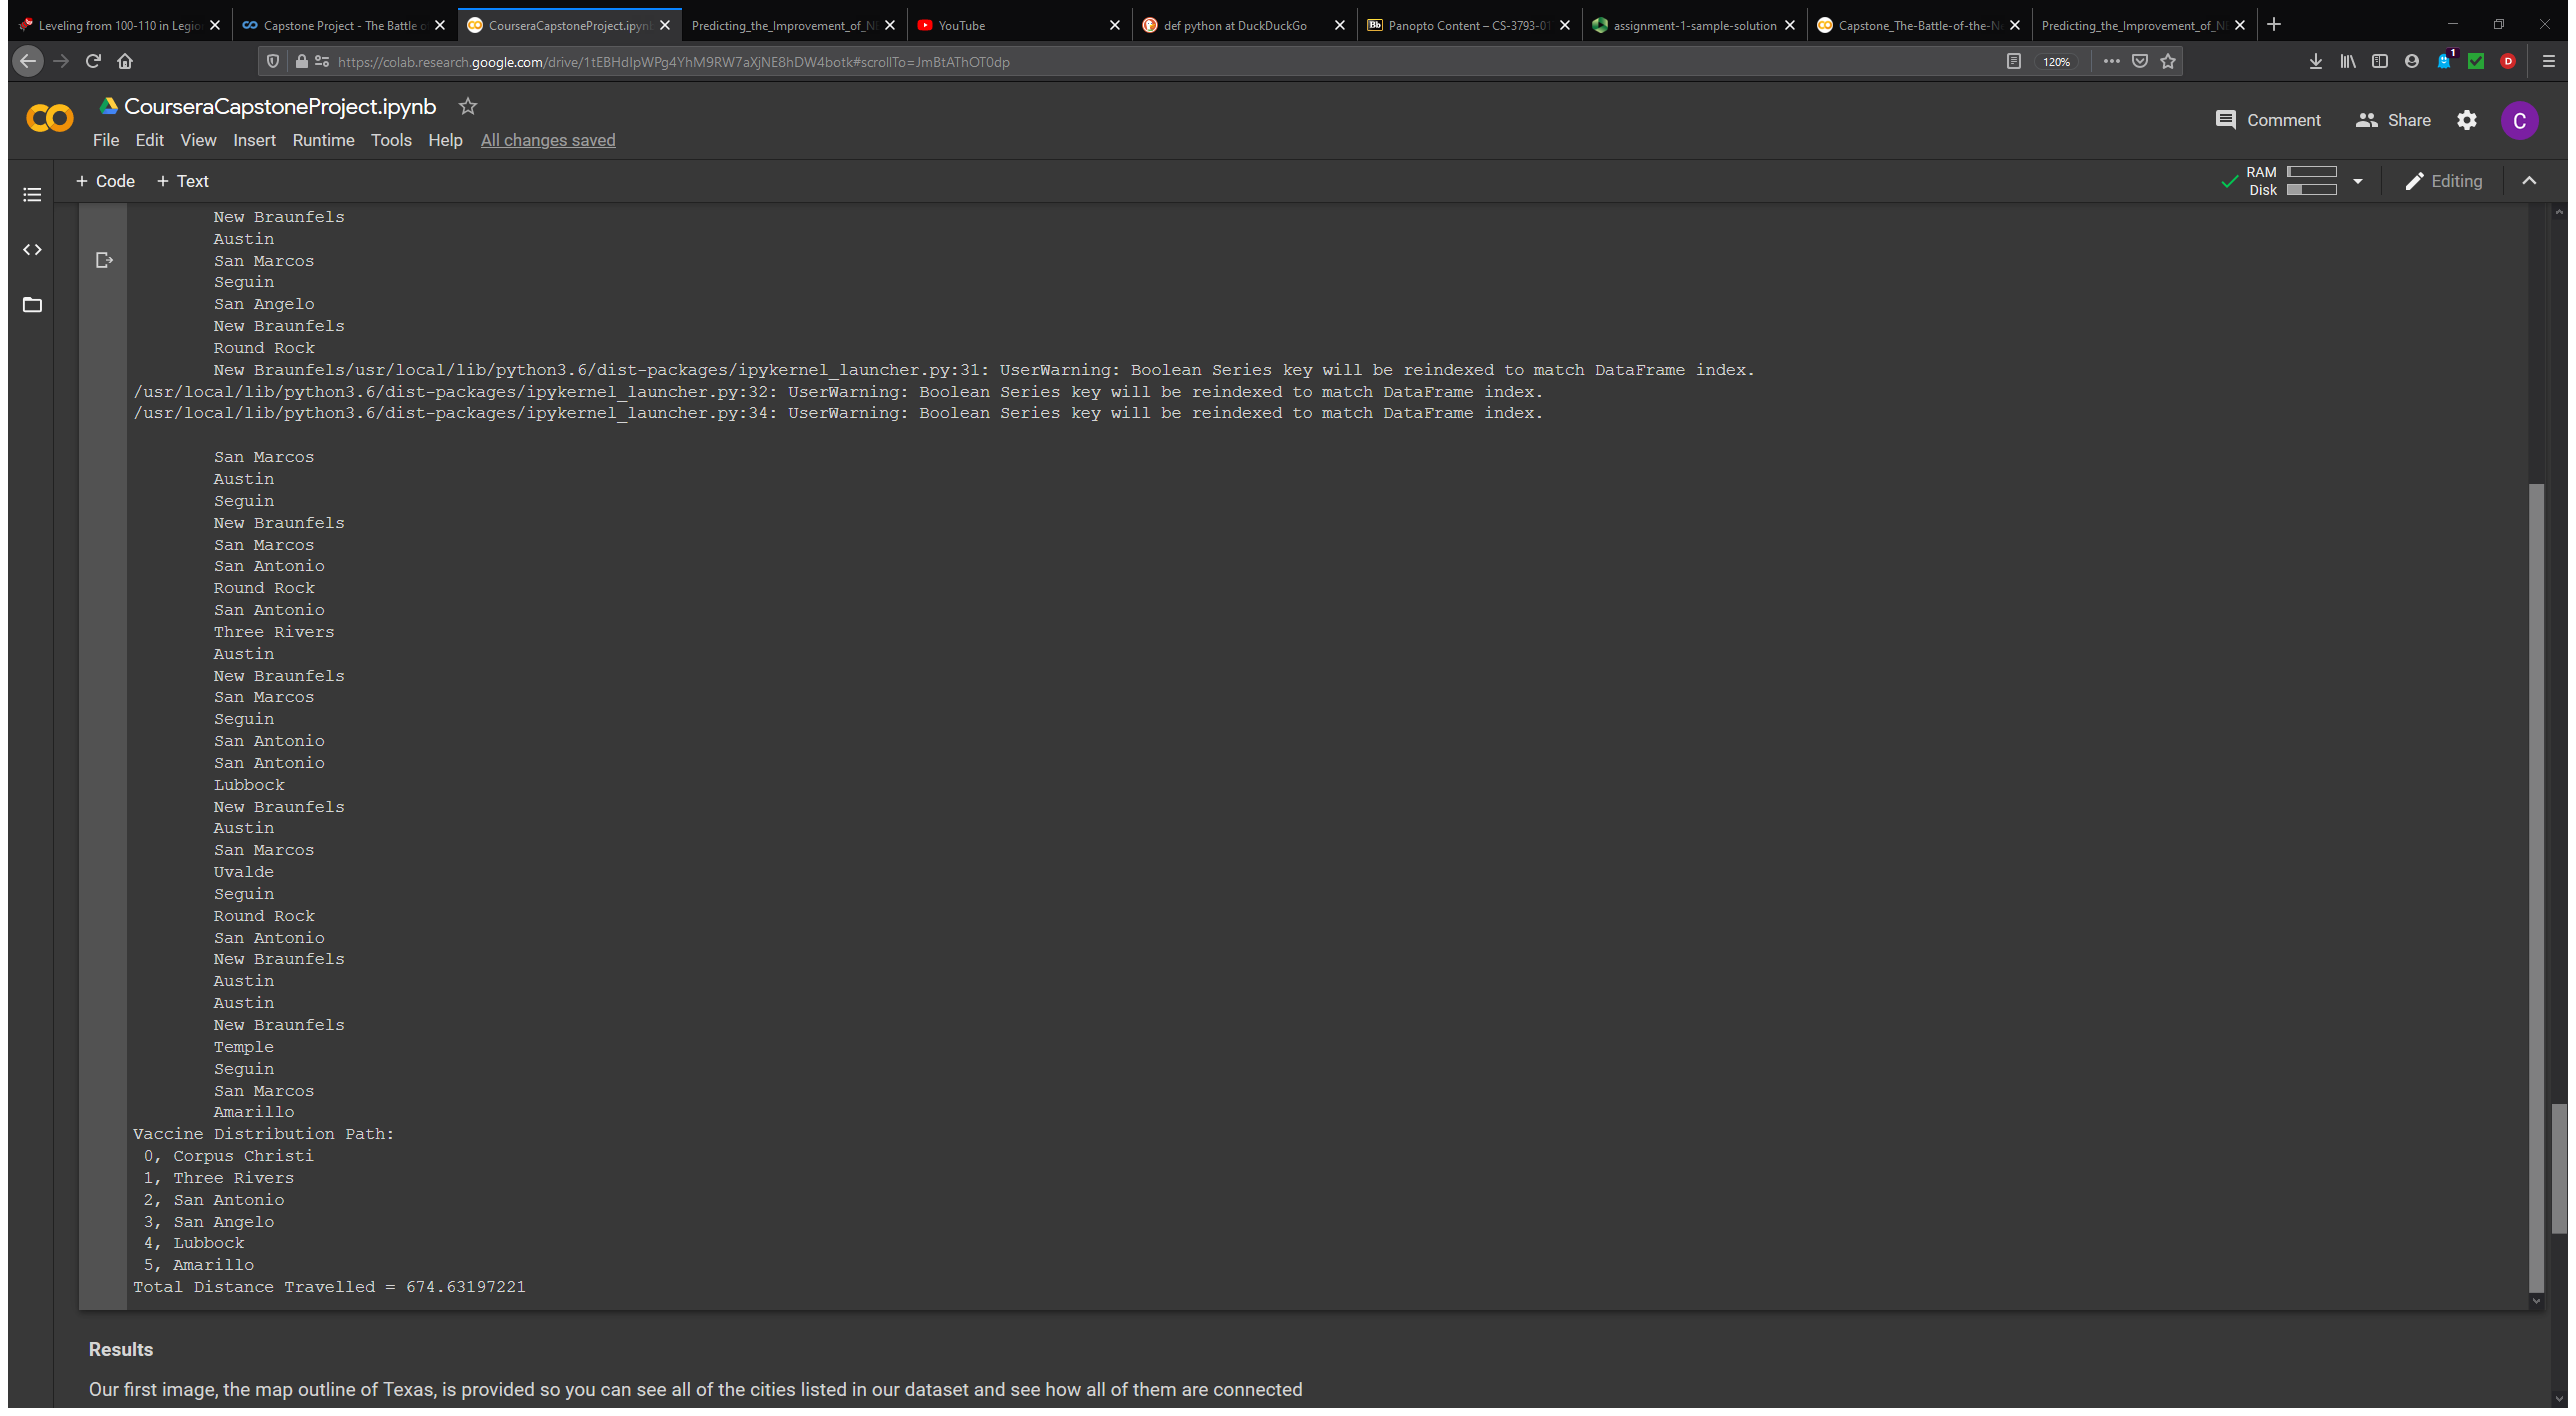 Leveling from 100-110 in Legio
Capstone Project - The Battle o
CourseraCapstoneProject.ipynb
Predicting_the_Improvement_of_N
YouTube
def python at DuckDuckGo
Panopto Content – CS-3793-01
assignment-1-sample-solution
Capstone_The-Battle-of-the-N
Predicting_the_Improvement_of_N
https://colab.research.google.com/drive/1tEBHdIpWPg4YhM9RW7aXjNE8hDW4botk#scrollTo=JmBtAThOT0dp
120%
1
D
CourseraCapstoneProject.ipynb
File Edit View Insert Runtime Tools Help All changes saved
Comment Share C
+ Code + Text
RAM
Disk
Editing
New Braunfels
Austin
San Marcos
Seguin
San Angelo
New Braunfels
Round Rock
New Braunfels/usr/local/lib/python3.6/dist-packages/ipykernel_launcher.py:31: UserWarning: Boolean Series key will be reindexed to match DataFrame index.
/usr/local/lib/python3.6/dist-packages/ipykernel_launcher.py:32: UserWarning: Boolean Series key will be reindexed to match DataFrame index.
/usr/local/lib/python3.6/dist-packages/ipykernel_launcher.py:34: UserWarning: Boolean Series key will be reindexed to match DataFrame index.
San Marcos
Austin
Seguin
New Braunfels
San Marcos
San Antonio
Round Rock
San Antonio
Three Rivers
Austin
New Braunfels
San Marcos
Seguin
San Antonio
San Antonio
Lubbock
New Braunfels
Austin
San Marcos
Uvalde
Seguin
Round Rock
San Antonio
New Braunfels
Austin
Austin
New Braunfels
Temple
Seguin
San Marcos
Amarillo
Vaccine Distribution Path:
0, Corpus Christi
1, Three Rivers
2, San Antonio
3, San Angelo
4, Lubbock
5, Amarillo
Total Distance Travelled = 674.63197221
Results
Our first image, the map outline of Texas, is provided so you can see all of the cities listed in our dataset and see how all of them are connected